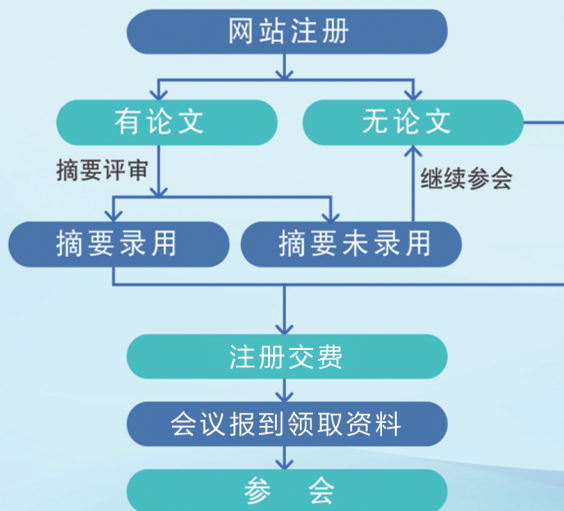 网站注册
有论文
无论文
摘要评审
继续参会
摘要录用
摘要未录用
注册交费
会议报到领取资料
参 会